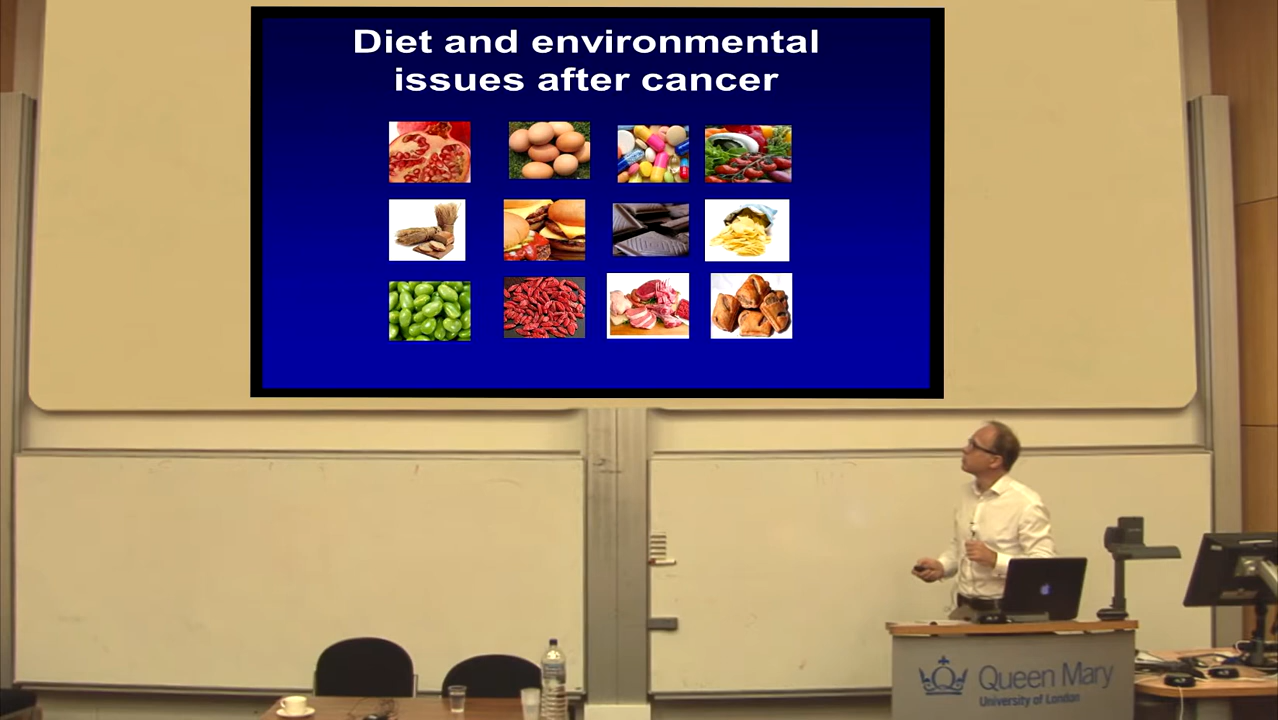 Diet and environmental
issues after cancer
Queen Mary
University of London